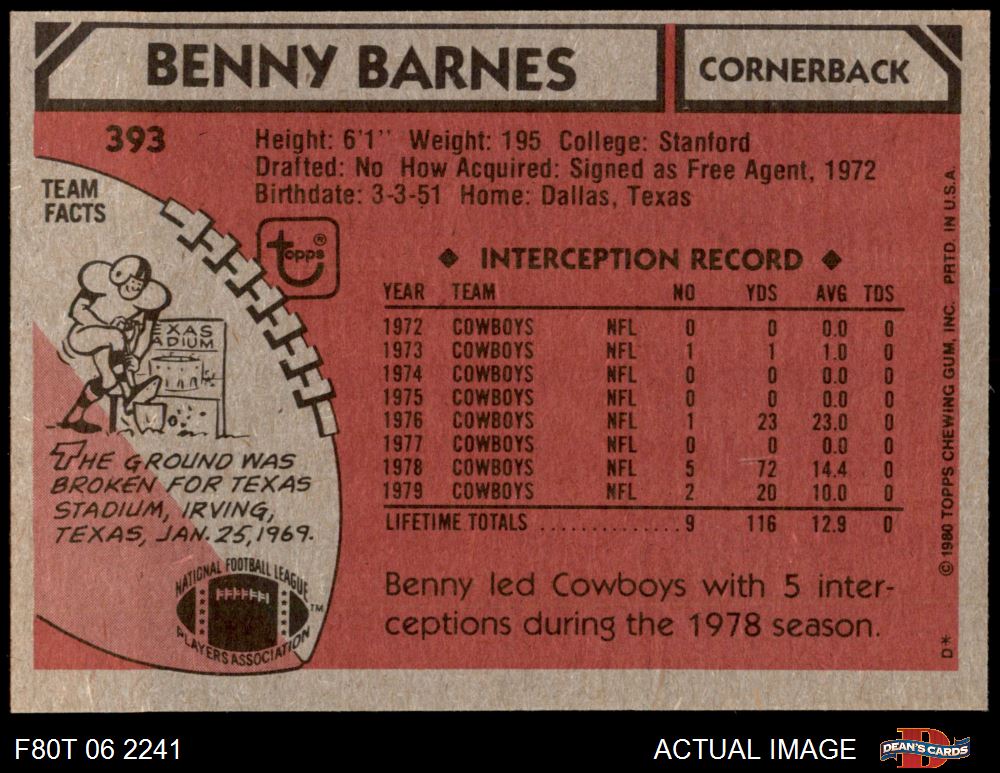 BENNY BARNES
CORNERBACK
393
Height: 6'1" Weight: 195 College: Stanford
Drafted: No How Acquired: Signed as Free Agent, 1972
Birthdate: 3-3-51 Home: Dallas, Texas
TEAM
FACTS
topps®
EXAS
ADIUM
THE GROUND WAS
BROKEN FOR TEXAS
STADIUM, IRVING,
TEXAS, JAN. 25, 1969.
NATIONAL FOOTBALL LEAGUE
PLAYERS ASSOCIATION
TM
◆ INTERCEPTION RECORD ◆
YEAR TEAM NO YDS AVG TDS
1972 COWBOYS NFL 0 0 0.0 0
1973 COWBOYS NFL 1 1 1.0 0
1974 COWBOYS NFL 0 0 0.0 0
1975 COWBOYS NFL 0 0 0.0 0
1976 COWBOYS NFL 1 23 23.0 0
1977 COWBOYS NFL 0 0 0.0 0
1978 COWBOYS NFL 5 72 14.4 0
1979 COWBOYS NFL 2 20 10.0 0
LIFETIME TOTALS .............. 9 116 12.9 0
Benny led Cowboys with 5 inter-
ceptions during the 1978 season.
D* © 1980 TOPPS CHEWING GUM, INC. PRTD. IN U.S.A.
F80T 06 2241
ACTUAL IMAGE
DEAN'S CARDS